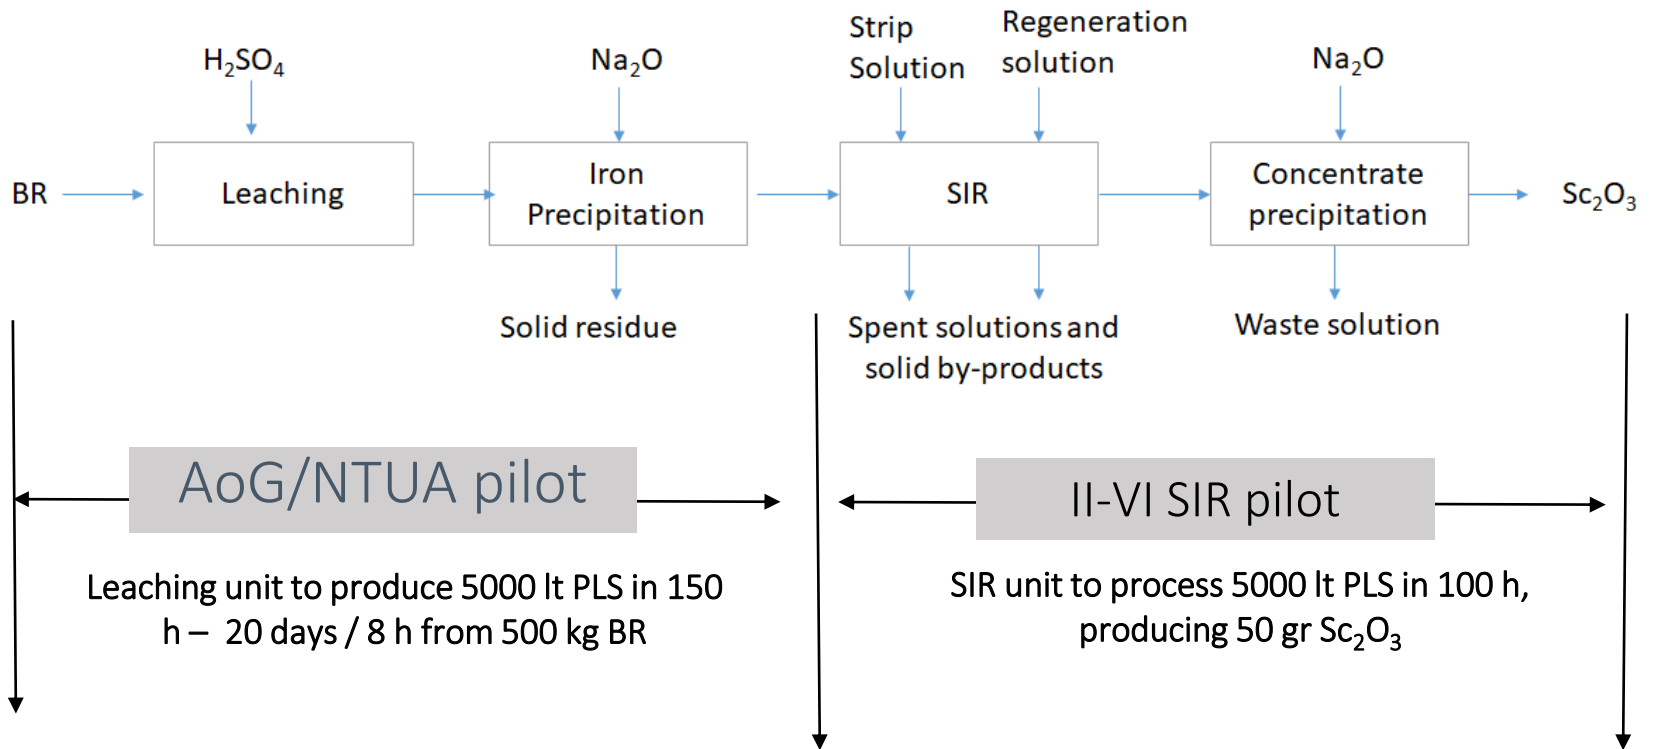 H₂SO₄
Na₂O
Strip
Solution
Regeneration
solution
Na₂O
BR
Leaching
Iron
Precipitation
SIR
Concentrate
precipitation
Sc₂O₃
Solid residue
Spent solutions and
solid by-products
Waste solution
AoG/NTUA pilot
II-VI SIR pilot
Leaching unit to produce 5000 lt PLS in 150
h – 20 days / 8 h from 500 kg BR
SIR unit to process 5000 lt PLS in 100 h,
producing 50 gr Sc₂O₃